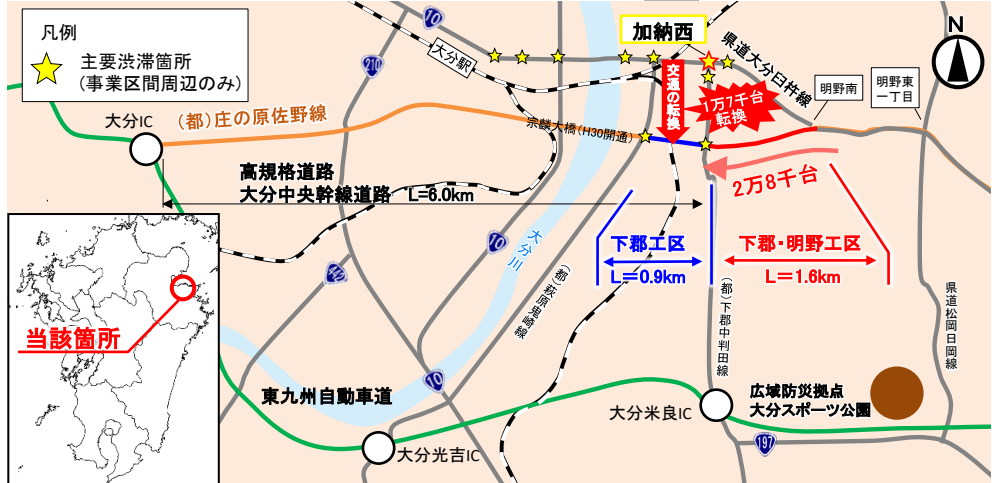 凡例
主要渋滞箇所
(事業区間周辺のみ)
10
210
大分駅
加納西
県道大分臼杵線
N
明野南
明野東
一丁目
交通の転換
1万7千台
転換
大分IC
(都)庄の原佐野線
宗麟大橋(H30開通)
2万8千台
高規格道路
大分中央幹線道路 L=6.0km
下郡工区
L=0.9km
下郡・明野工区
L=1.6km
10
大分川
442
(都)萩原鬼崎線
(都)下郡中判田線
県道松岡日岡線
当該箇所
10
東九州自動車道
大分光吉IC
大分米良IC
広域防災拠点
大分スポーツ公園
197